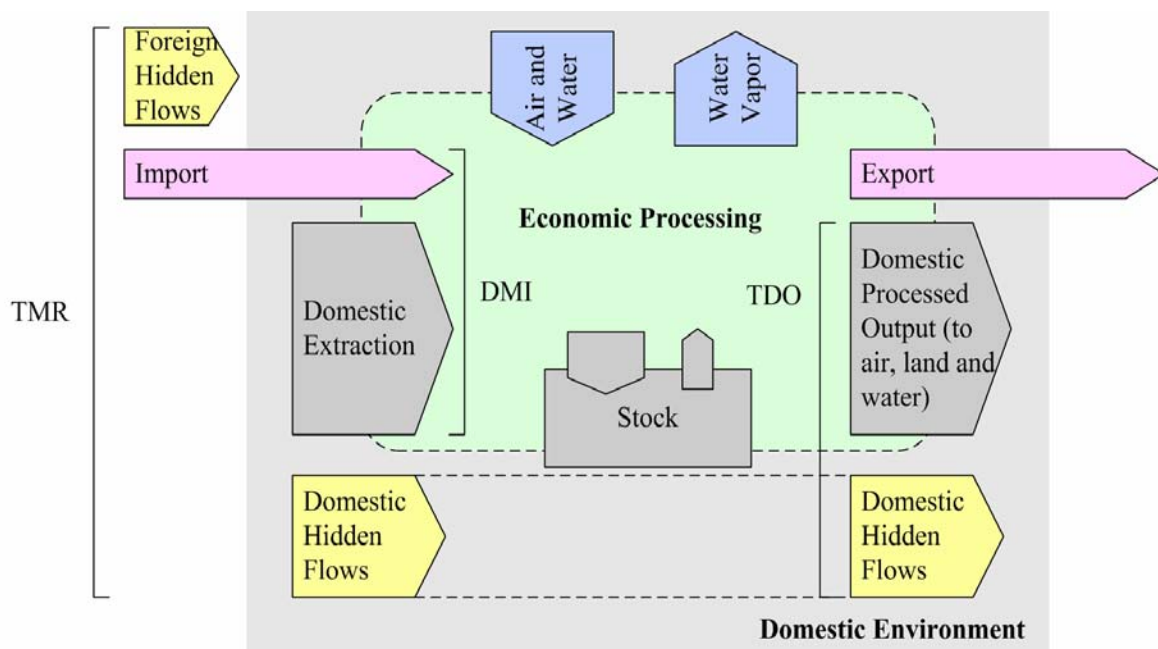 Foreign
Hidden
Flows
Air and
Water
Water
Vapor
Import
Export
Economic Processing
TMR
Domestic
Extraction
DMI
TDO
Domestic
Processed
Output (to
air, land and
water)
Stock
Domestic
Hidden
Flows
Domestic
Hidden
Flows
Domestic Environment